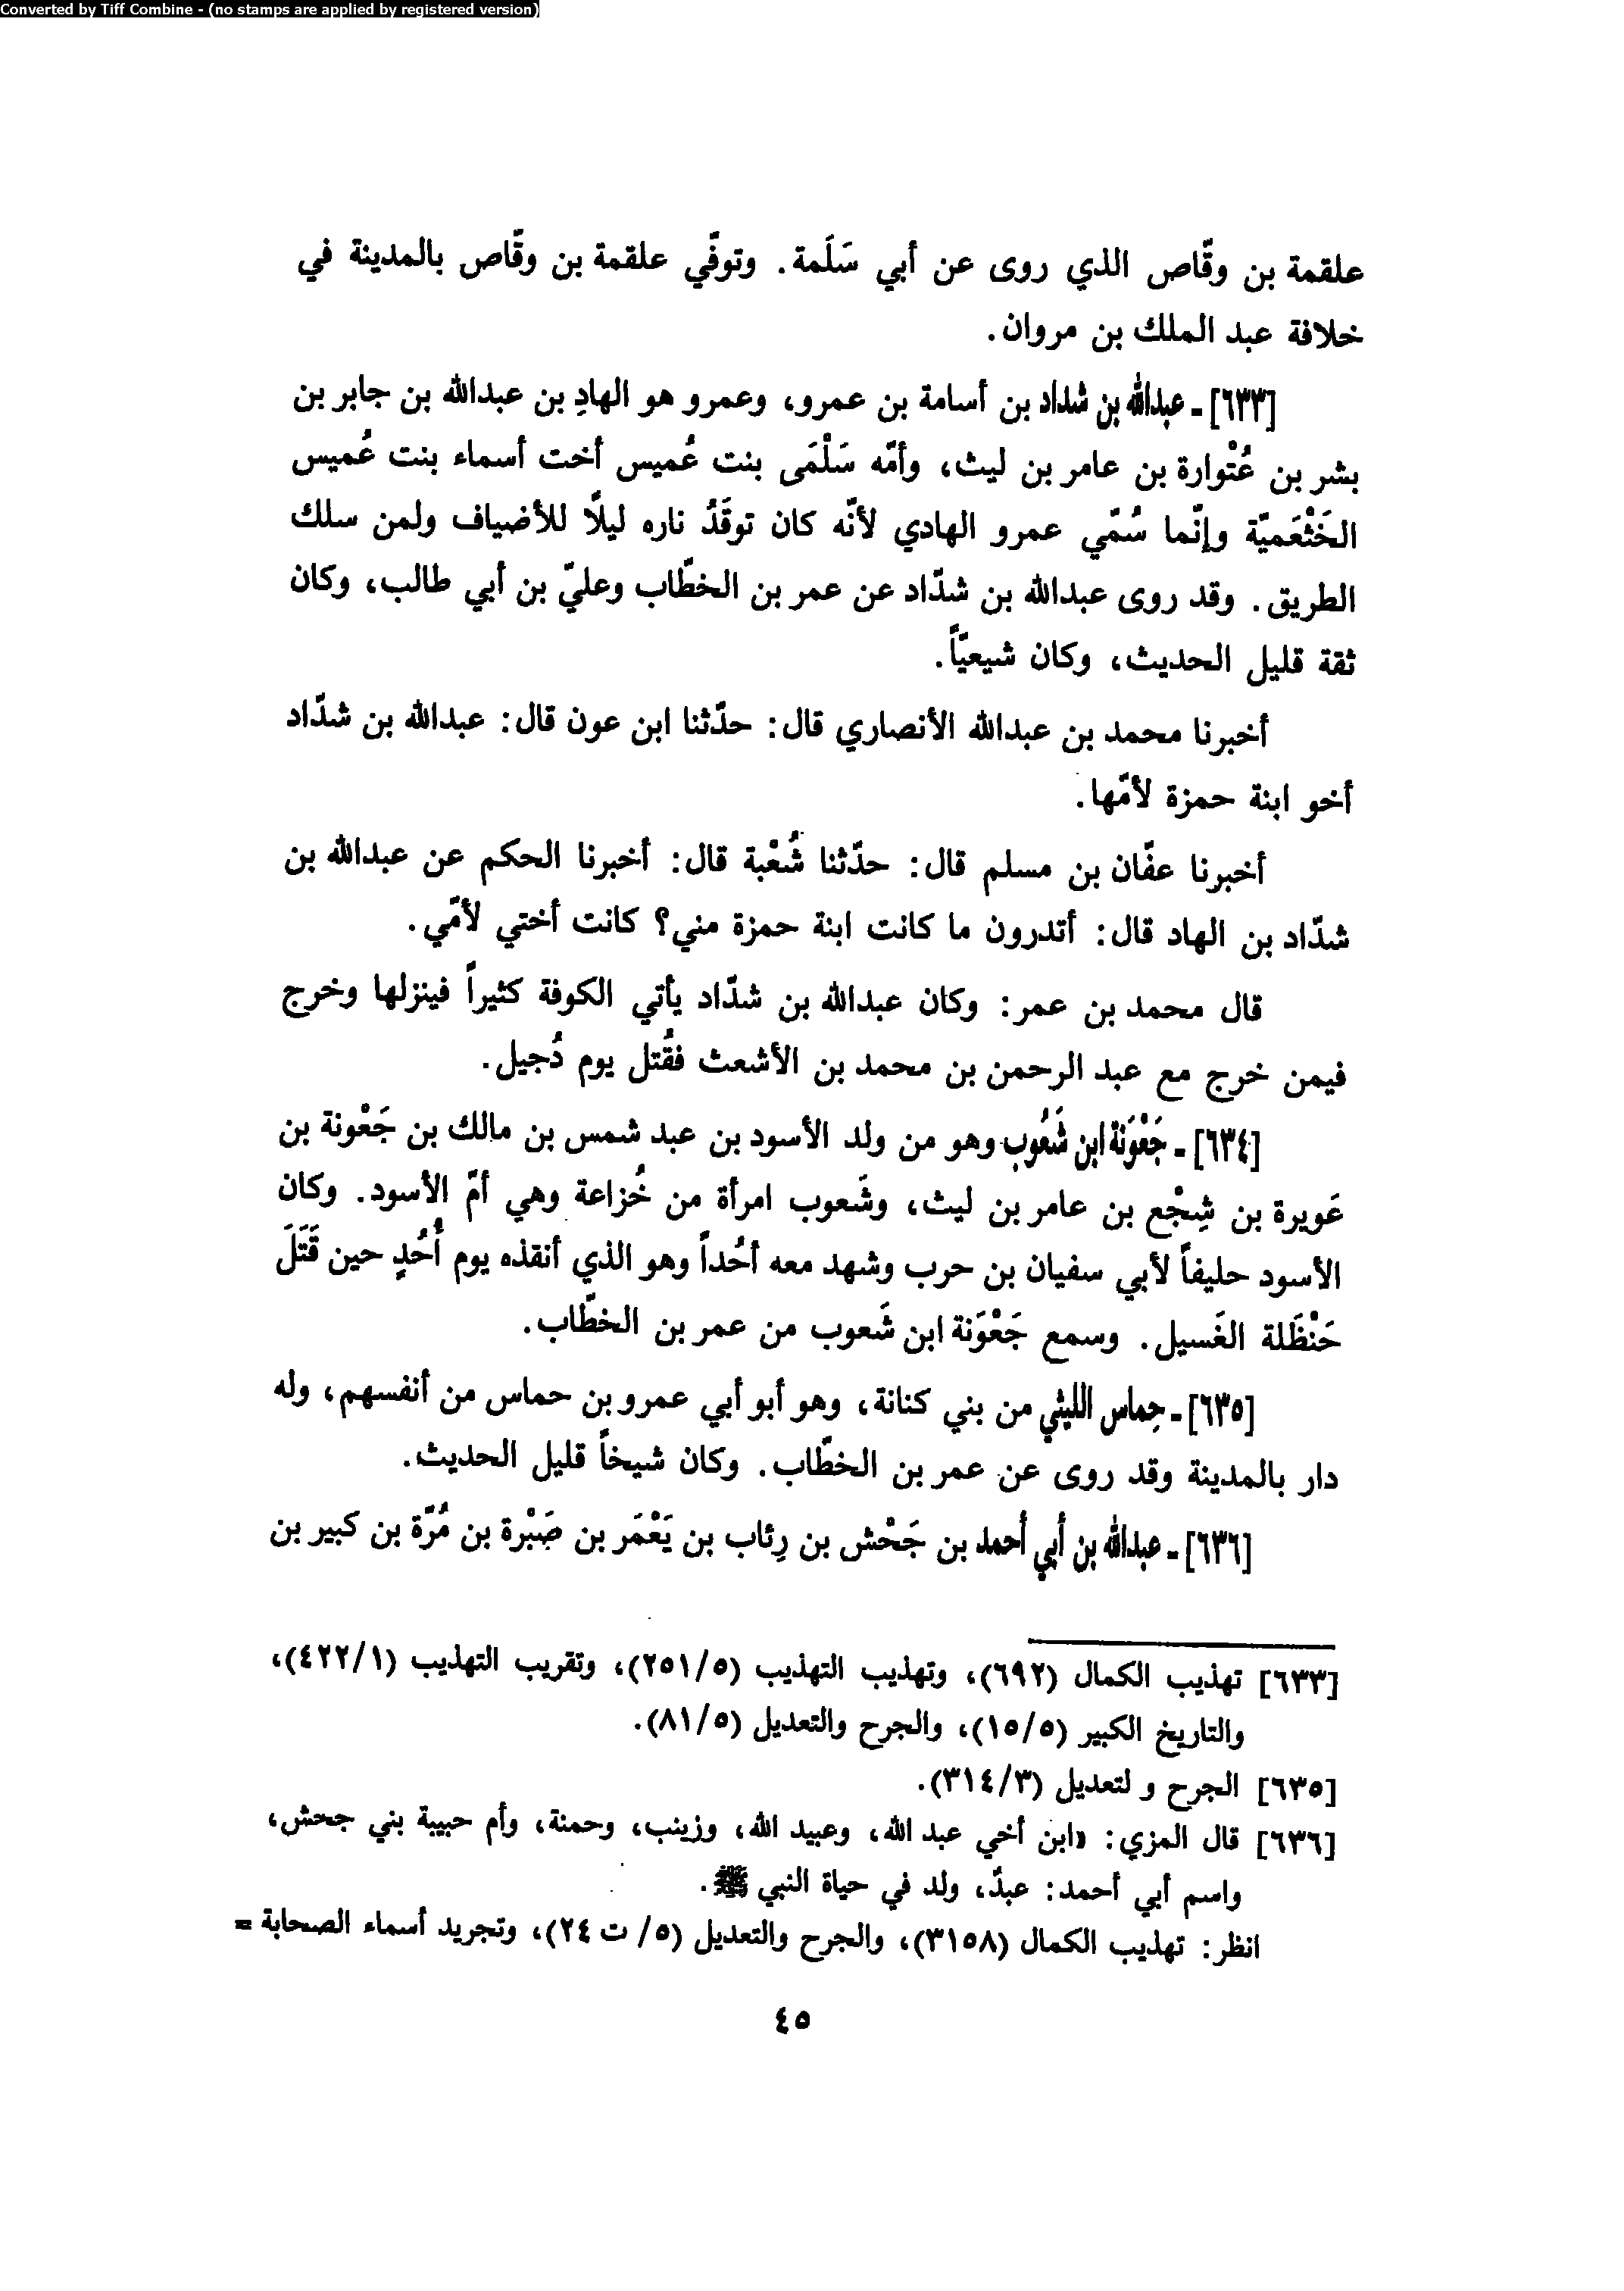 Converted by Tiff Combine - (no stamps are applied by registered version)
علقمة بن وقّاص الذي روى عن أبي سَلَمة. وتوفّي علقمة بن وقّاص بالمدينة في
خلافة عبد الملك بن مروان.
[٦٣٣] - عبدالله بن شداد بن أسامة بن عمرو، وعمرو هو الهادِ بن عبدالله بن جابر بن
بشر بن عُتْوارة بن عامر بن ليث، وأمّه سَلْمَى بنت عُميس أخت أسماء بنت عُميس
الخَثْعَميّة وإنّما سُمّي عمرو الهادي لأنّه كان توقَدُ ناره ليلًا للأضياف ولمن سلك
الطريق. وقد روى عبدالله بن شدّاد عن عمر بن الخطّاب وعليّ بن أبي طالب، وكان
ثقة قليل الحديث، وكان شيعيّاً.
أخبرنا محمد بن عبدالله الأنصاري قال: حدّثنا ابن عون قال: عبدالله بن شدّاد
أخو ابنة حمزة لأمّها.
أخبرنا عفّان بن مسلم قال: حدّثنا شُعْبة قال: أخبرنا الحكم عن عبدالله بن
شدّاد بن الهاد قال: أتدرون ما كانت ابنة حمزة مني؟ كانت أختي لأمّي.
قال محمد بن عمر: وكان عبدالله بن شدّاد يأتي الكوفة كثيراً فينزلها وخرج
فيمن خرج مع عبد الرحمن بن محمد بن الأشعث فقُتل يوم دُجيل.
[٦٣٤] - جَعْوَنة ابن شَعُوب وهو من ولد الأسود بن عبد شمس بن مالك بن جَعْونة بن
عَويرة بن شِجْع بن عامر بن ليث، وشَعوب امرأة من خُزاعة وهي أمّ الأسود. وكان
الأسود حليفاً لأبي سفيان بن حرب وشهد معه أحُداً وهو الذي أنقذه يوم أُحُدٍ حين قَتَلَ
حَنْظَلة الغَسيل. وسمع جَعْوَنة ابن شَعوب من عمر بن الخطّاب.
[٦٣٥] - حِماس الليثي من بني كنانة، وهو أبو أبي عمرو بن حماس من أنفسهم، وله
دار بالمدينة وقد روى عن عمر بن الخطّاب. وكان شيخاً قليل الحديث.
[٦٣٦] - عبدالله بن أبي أحمد بن جَحْش بن رِئاب بن يَعْمَر بن صَبْرة بن مُرّة بن كبير بن
[٦٣٣] تهذيب الكمال (٦٩٢)، وتهذيب التهذيب (٢٥١/٥)، وتقريب التهذيب (٤٢٢/١)،
والتاريخ الكبير (١٥/٥)، والجرح والتعديل (٨١/٥).
[٦٣٥] الجرح و لتعديل (٣١٤/٣).
[٦٣٦] قال المزي: «ابن أخي عبد الله، وعبيد الله، وزينب، وحمنة، وأم حبيبة بني جحش،
واسم أبي أحمد: عبدٌ، ولد في حياة النبي ﷺ.
انظر: تهذيب الكمال (٣١٥٨)، والجرح والتعديل (٥/ ت ٢٤)، وتجريد أسماء الصحابة =
٤٥